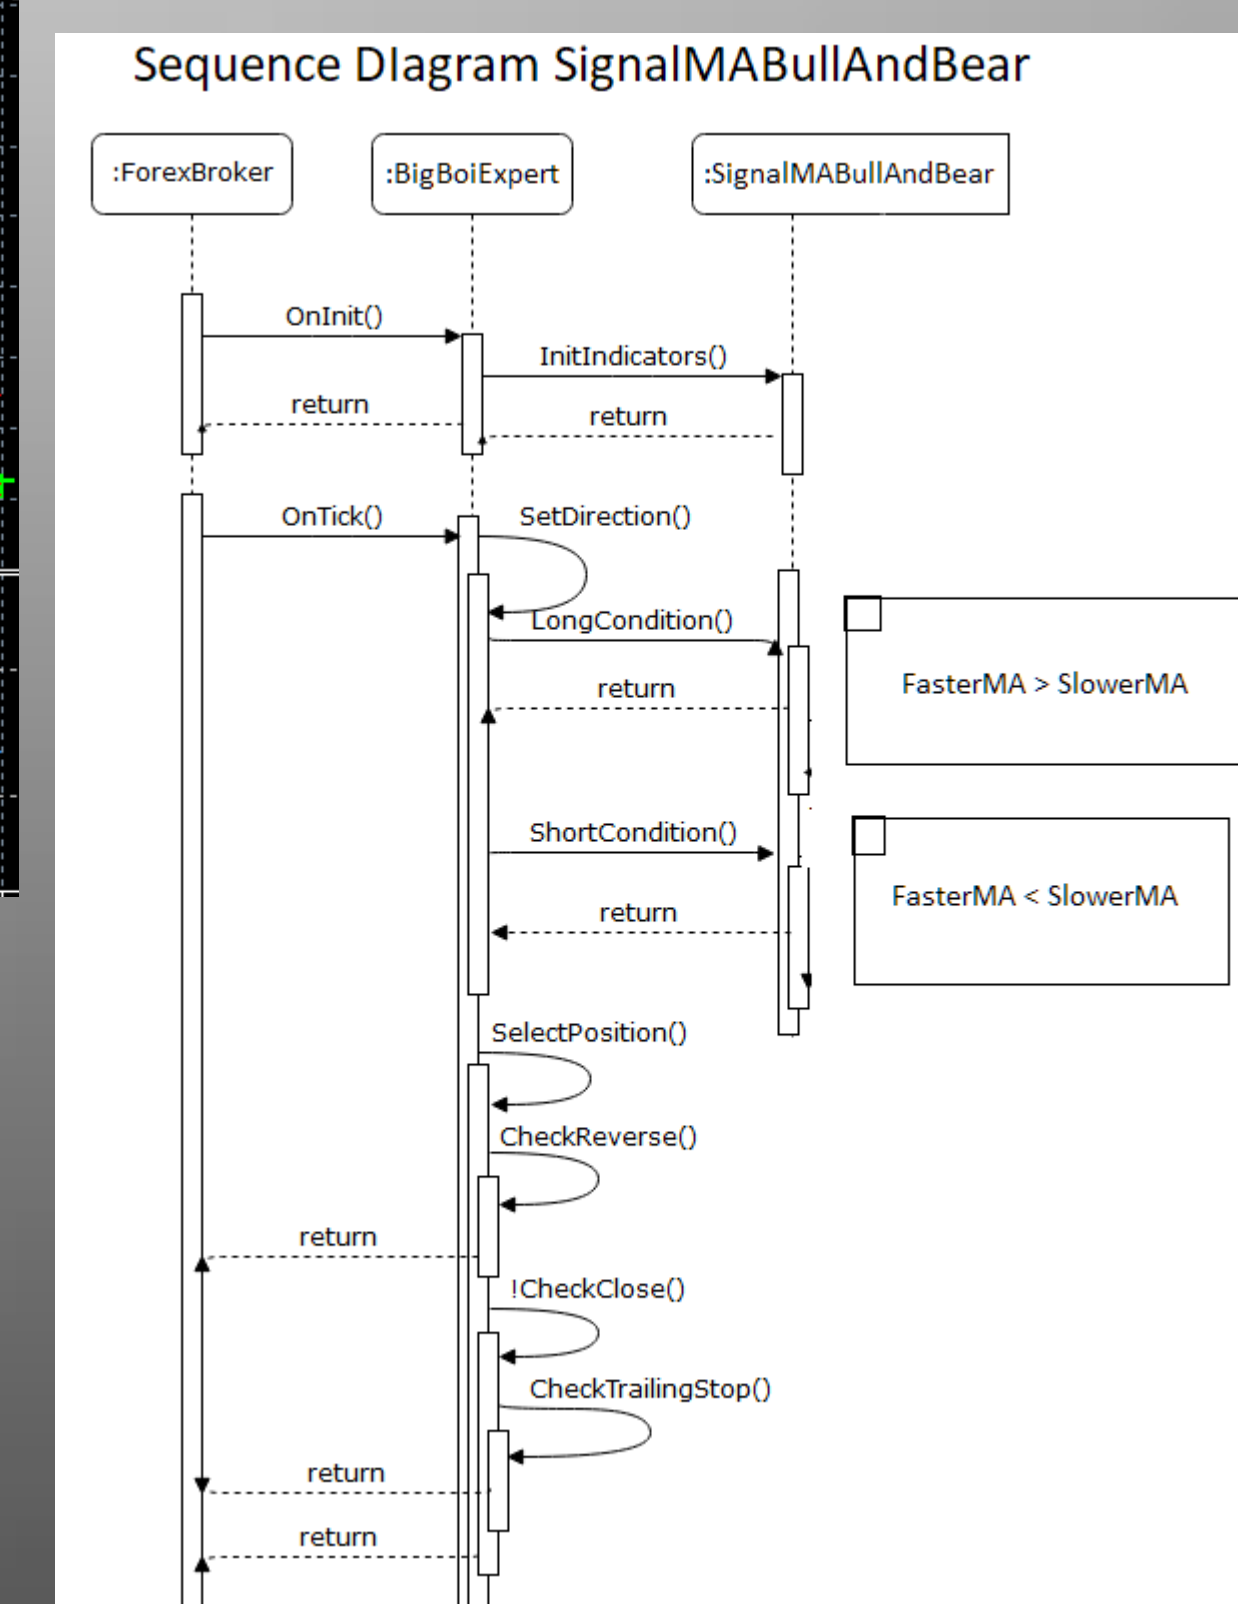 Sequence DIagram SignalMABullAndBear
:ForexBroker
:BigBoiExpert
:SignalMABullAndBear
OnInit()
InitIndicators()
return
return
OnTick()
SetDirection()
LongCondition()
FasterMA > SlowerMA
return
ShortCondition()
FasterMA < SlowerMA
return
SelectPosition()
CheckReverse()
return
!CheckClose()
CheckTrailingStop()
return
return